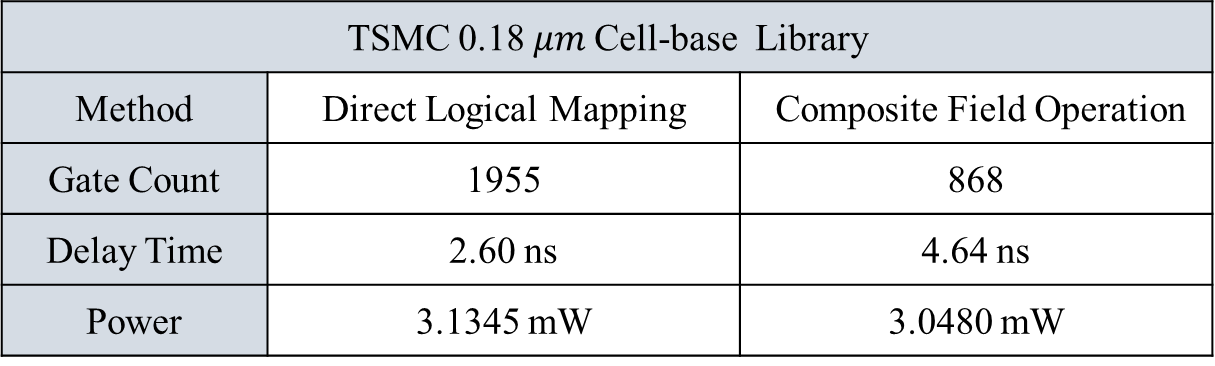 TSMC 0.18 μm Cell-base Library
Method Direct Logical Mapping Composite Field Operation
Gate Count 1955 868
Delay Time 2.60 ns 4.64 ns
Power 3.1345 mW 3.0480 mW